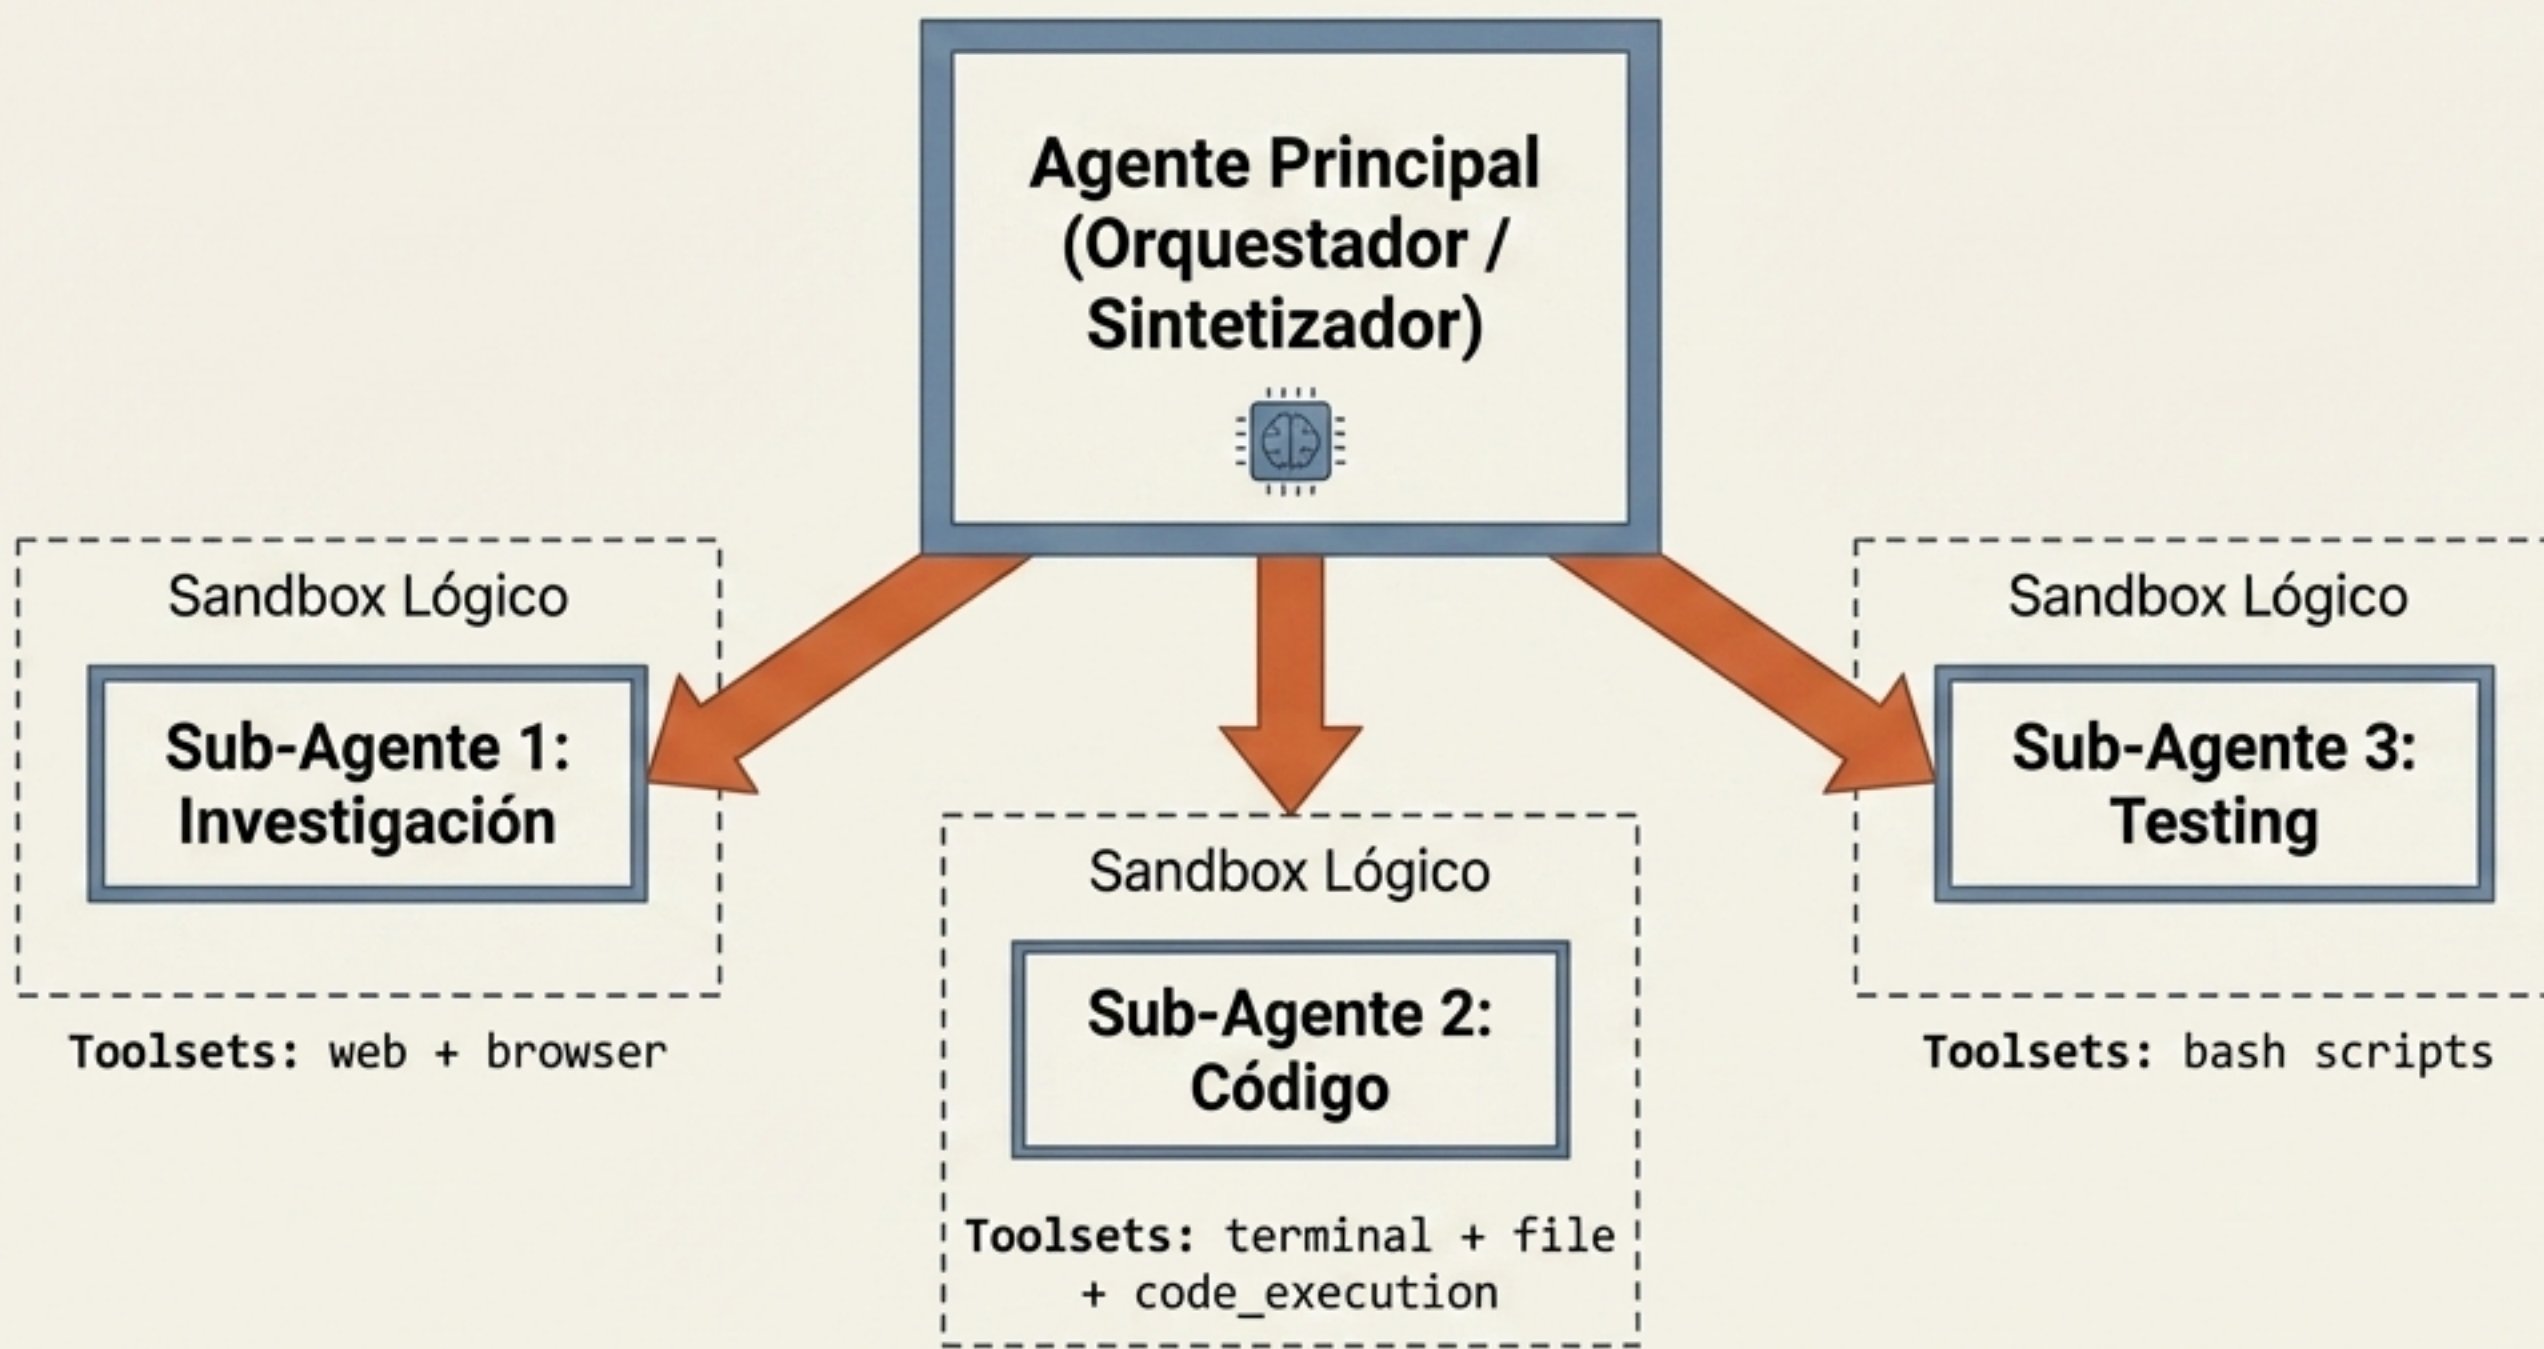 Agente Principal
(Orquestador /
Sintetizador)
Sandbox Lógico
Sub-Agente 1:
Investigación
Toolsets: web + browser
Sandbox Lógico
Sub-Agente 2:
Código
Toolsets: terminal + file
+ code_execution
Sandbox Lógico
Sub-Agente 3:
Testing
Toolsets: bash scripts